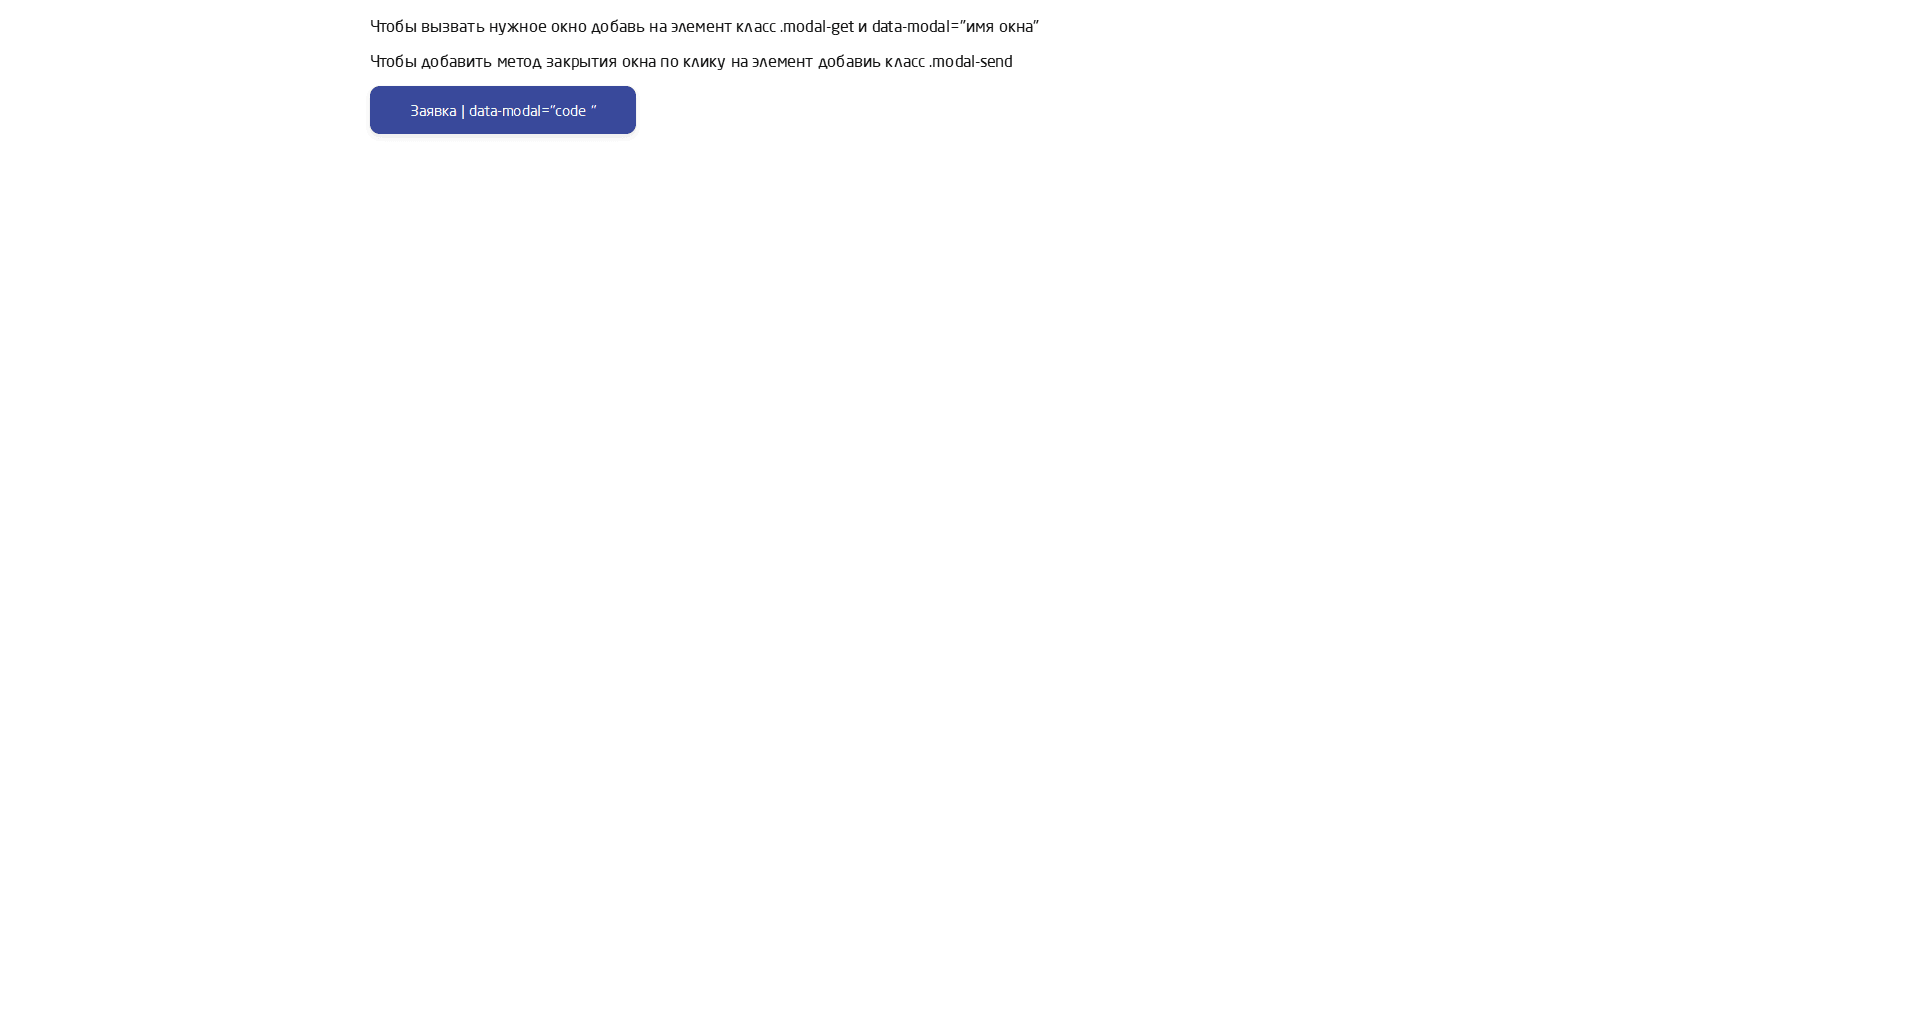 Чтобы вызвать нужное окно добавь на элемент класс .modal-get и data-modal="имя окна"
Чтобы добавить метод закрытия окна по клику на элемент добавиь класс .modal-send
Заявка | data-modal="code "